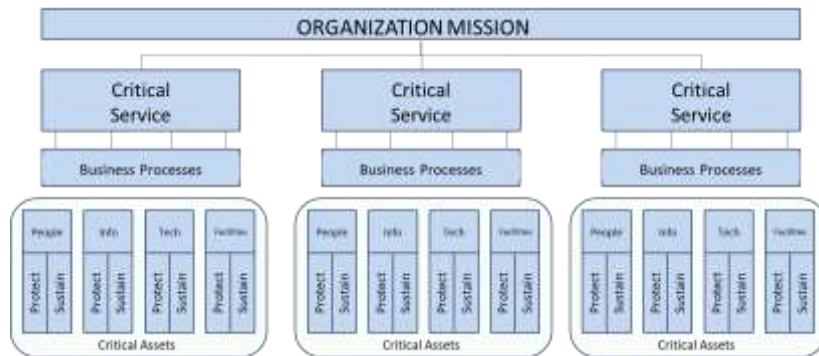 ORGANIZATION MISSION
Critical
Service
Critical
Service
Critical
Service
Business Processes
Business Processes
Business Processes
People
Info
Tech
Facilities
Protect
Sustain
Protect
Sustain
Protect
Sustain
Protect
Sustain
Critical Assets
People
Info
Tech
Facilities
Protect
Sustain
Protect
Sustain
Protect
Sustain
Protect
Sustain
Critical Assets
People
Info
Tech
Facilities
Protect
Sustain
Protect
Sustain
Protect
Sustain
Protect
Sustain
Critical Assets